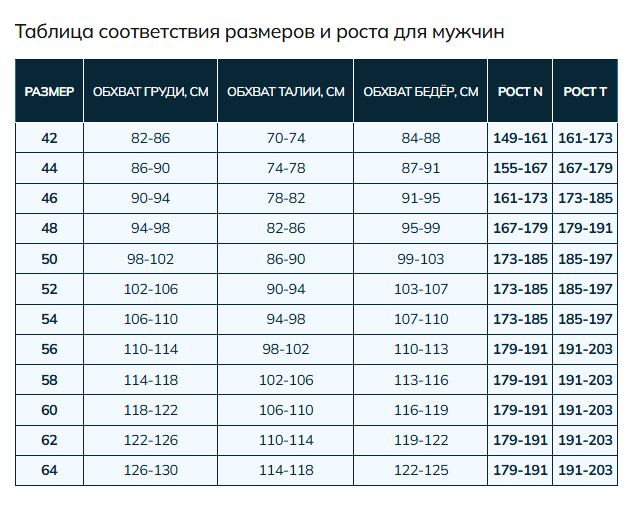 Таблица соответствия размеров и роста для мужчин
РАЗМЕР ОБХВАТ ГРУДИ, СМ ОБХВАТ ТАЛИИ, СМ ОБХВАТ БЕДЁР, СМ РОСТ N РОСТ T
42 82-86 70-74 84-88 149-161 161-173
44 86-90 74-78 87-91 155-167 167-179
46 90-94 78-82 91-95 161-173 173-185
48 94-98 82-86 95-99 167-179 179-191
50 98-102 86-90 99-103 173-185 185-197
52 102-106 90-94 103-107 173-185 185-197
54 106-110 94-98 107-110 173-185 185-197
56 110-114 98-102 110-113 179-191 191-203
58 114-118 102-106 113-116 179-191 191-203
60 118-122 106-110 116-119 179-191 191-203
62 122-126 110-114 119-122 179-191 191-203
64 126-130 114-118 122-125 179-191 191-203